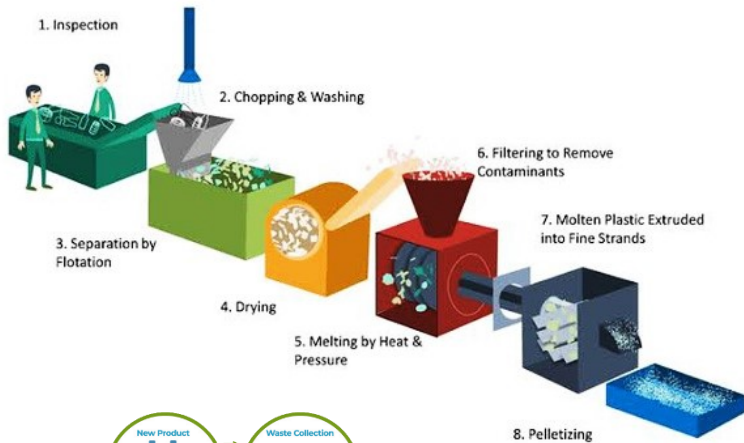 1. Inspection
2. Chopping & Washing
3. Separation by
Flotation
4. Drying
5. Melting by Heat &
Pressure
6. Filtering to Remove
Contaminants
7. Molten Plastic Extruded
into Fine Strands
8. Pelletizing
New Product
Waste Collection